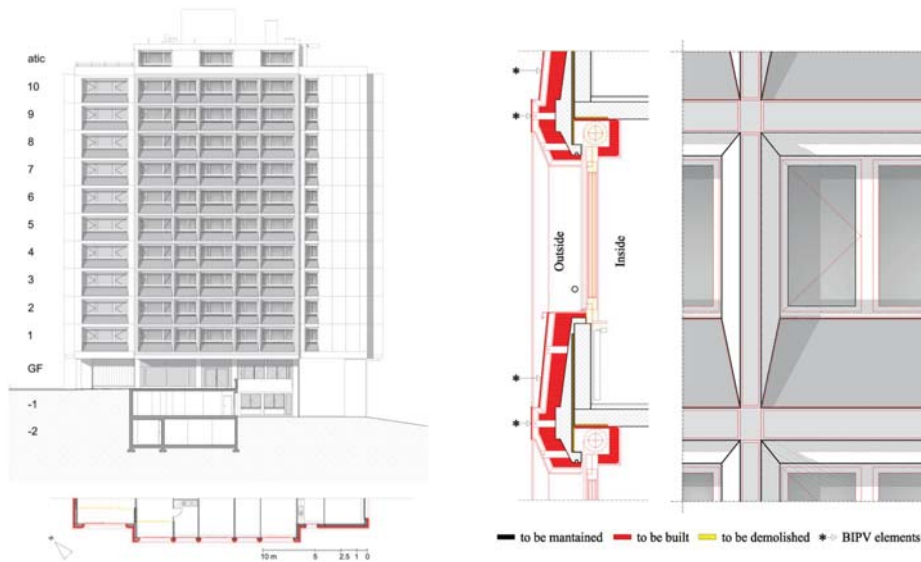 atic
10
9
8
7
6
5
4
3
2
1
GF
-1
-2
10 m 5 2.5 1 0
Outside
Inside
to be mantained to be built to be demolished BIPV elements